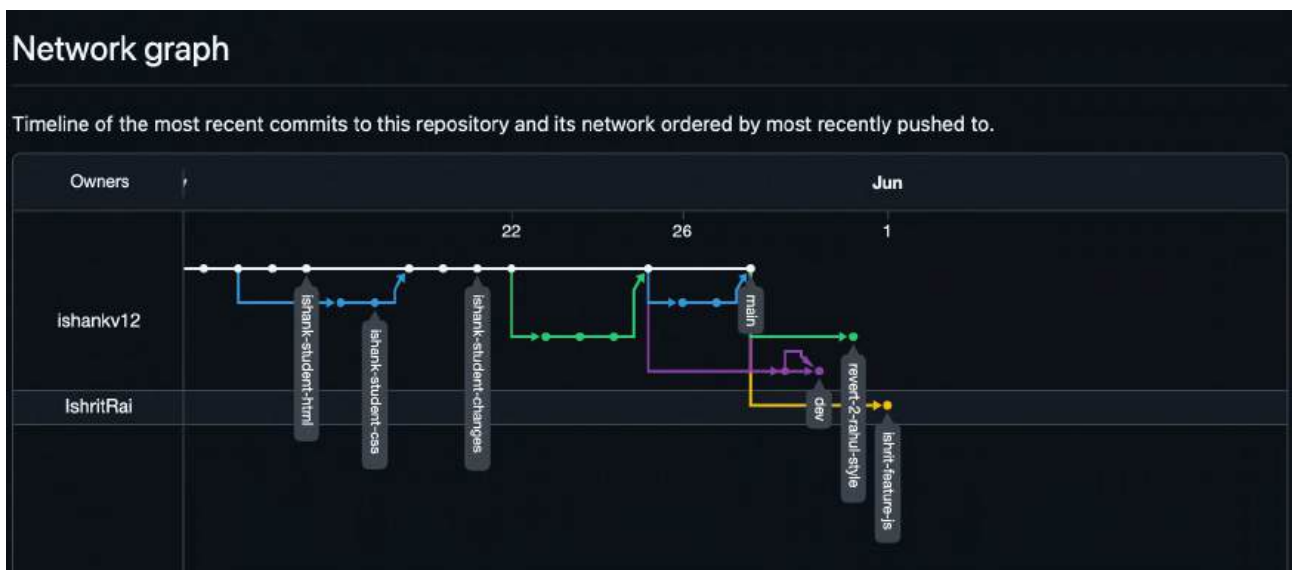 Network graph
Timeline of the most recent commits to this repository and its network ordered by most recently pushed to.
Owners
Jun
22
26
1
ishankv12
IshritRai
ishank-student-html
ishank-student-css
ishank-student-changes
main
dev
revert-2-rahul-style
ishrit-feature-js